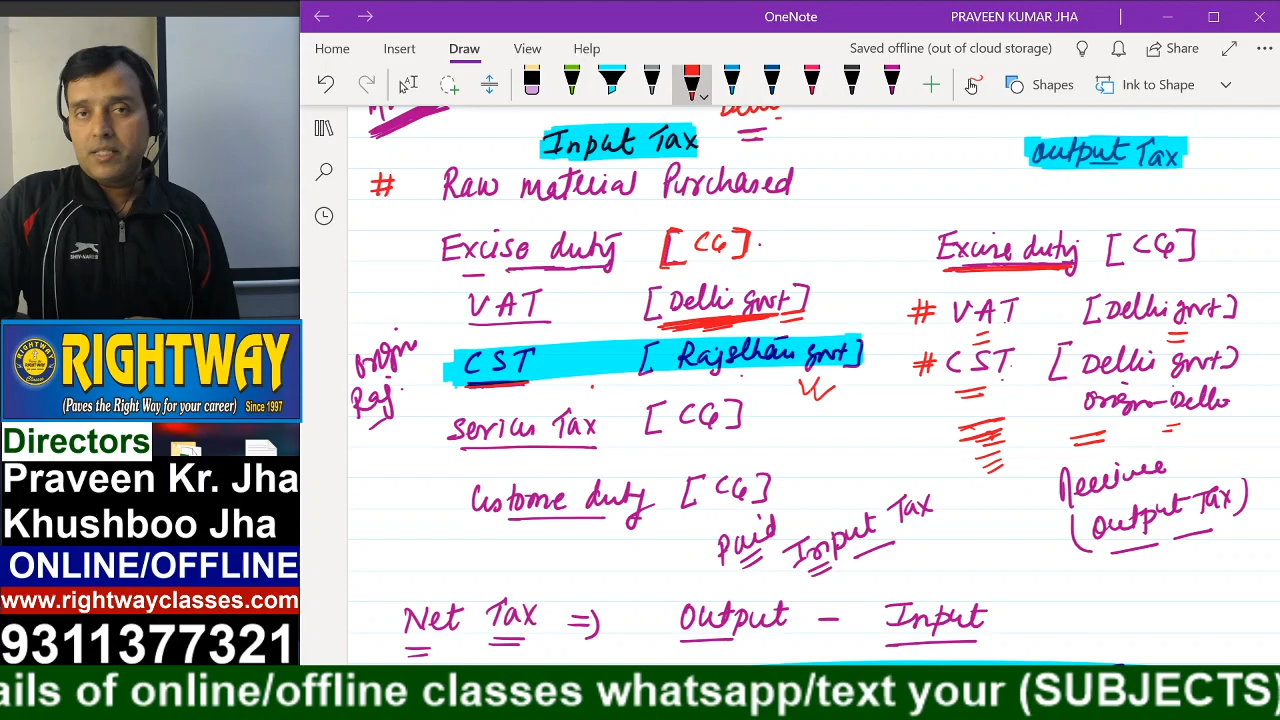 OneNote
PRAVEEN KUMAR JHA
Home Insert Draw View Help
Saved offline (out of cloud storage)
Share
Shapes
Ink to Shape
Input Tax
Output Tax
# Raw material Purchased
Excise duty [CG]
Excise duty [CG]
VAT [Delhi govt]
# VAT [Delhi govt)
origin
Raj
CST [Rajsthan govt]
# CST [Delhi govt)
origin-Delhi
Service Tax [CG]
Custome duty [CG]
Paid
Input Tax
Receive
(Output Tax)
Net Tax => Output - Input
SHIV-NARESH
RIGHTWAY
(Paves the Right Way for your career) Since 1997
Directors
Praveen Kr. Jha
Khushboo Jha
ONLINE/OFFLINE
www.rightwayclasses.com
9311377321
ails of online/offline classes whatsapp/text your (SUBJECTS)